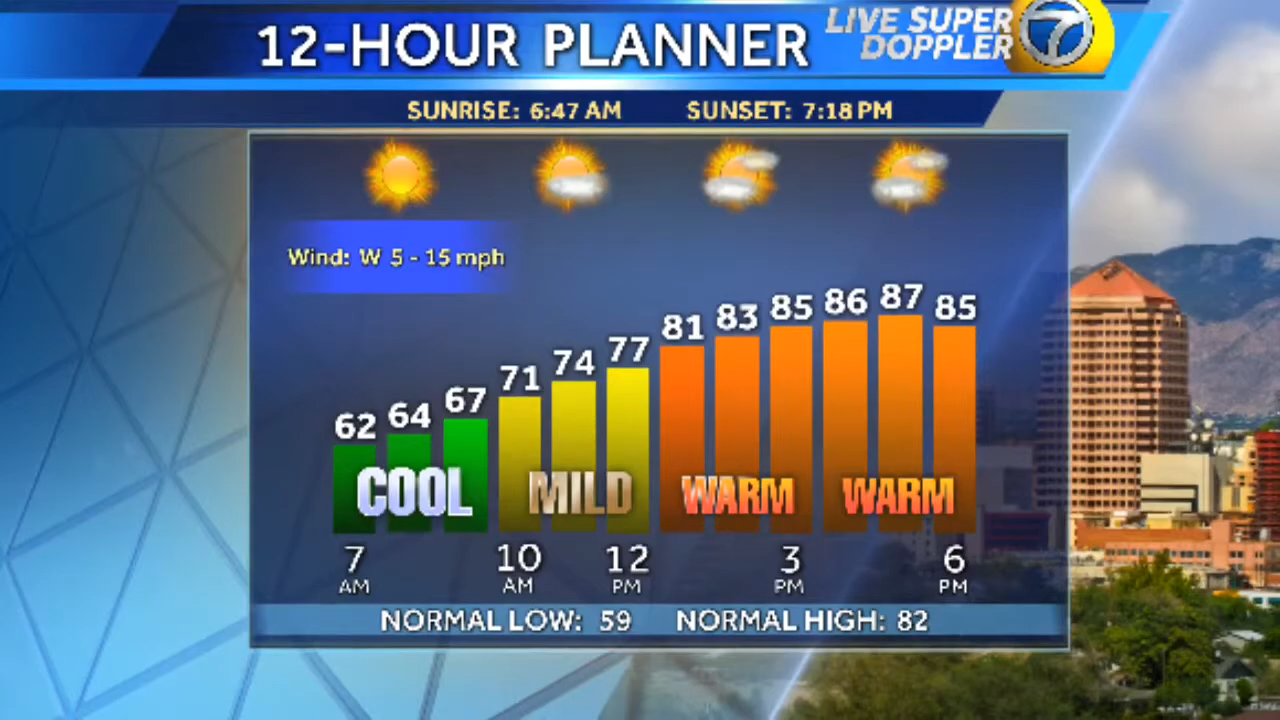 12-HOUR PLANNER
LIVE SUPER
DOPPLER 7
SUNRISE: 6:47 AM SUNSET: 7:18 PM
Wind: W 5 - 15 mph
62 64 67 71 74 77 81 83 85 86 87 85
COOL MILD WARM WARM
7 10 12 3 6
AM AM PM PM PM
NORMAL LOW: 59 NORMAL HIGH: 82